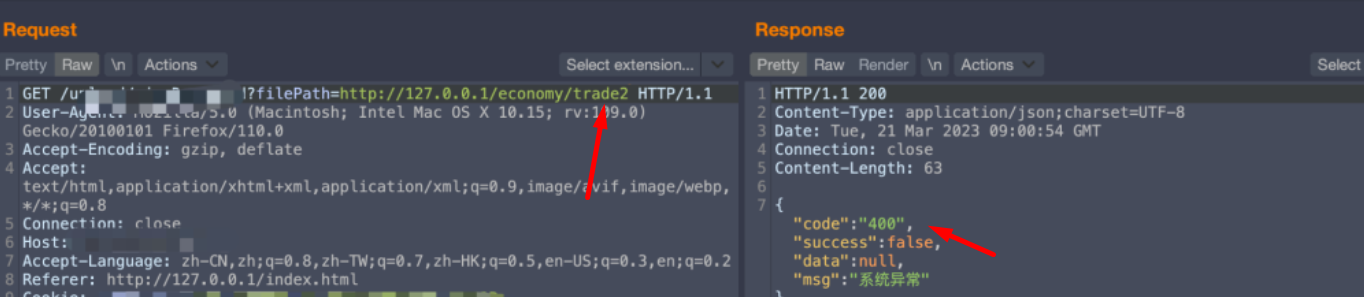 Request
Pretty Raw \n Actions Select extension...
1 GET /up ?filePath=http://127.0.0.1/economy/trade2 HTTP/1.1
2 User-Agent: Mozilla/5.0 (Macintosh; Intel Mac OS X 10.15; rv:109.0)
Gecko/20100101 Firefox/110.0
3 Accept-Encoding: gzip, deflate
4 Accept:
text/html,application/xhtml+xml,application/xml;q=0.9,image/avif,image/webp,
*/*;q=0.8
5 Connection: close
6 Host:
7 Accept-Language: zh-CN,zh;q=0.8,zh-TW;q=0.7,zh-HK;q=0.5,en-US;q=0.3,en;q=0.2
8 Referer: http://127.0.0.1/index.html
9 Cookie:
Response
Pretty Raw Render \n Actions Select
1 HTTP/1.1 200
2 Content-Type: application/json;charset=UTF-8
3 Date: Tue, 21 Mar 2023 09:00:54 GMT
4 Connection: close
5 Content-Length: 63
6
7 {
"code":"400",
"success":false,
"data":null,
"msg":"系统异常"
}